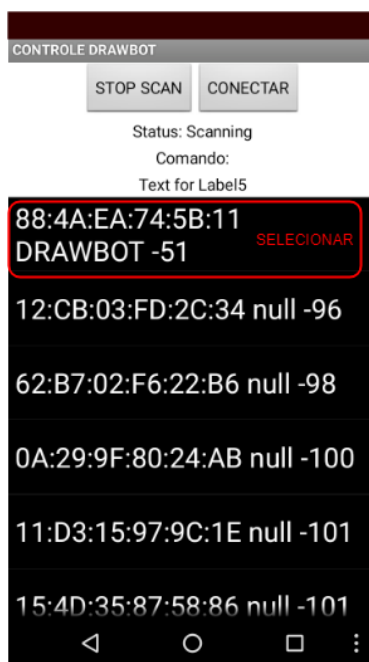 CONTROLE DRAWBOT
STOP SCAN CONECTAR
Status: Scanning
Comando:
Text for Label5
88:4A:EA:74:5B:11
DRAWBOT -51 SELECIONAR
12:CB:03:FD:2C:34 null -96
62:B7:02:F6:22:B6 null -98
0A:29:9F:80:24:AB null -100
11:D3:15:97:9C:1E null -101
15:4D:35:87:58:86 null -101